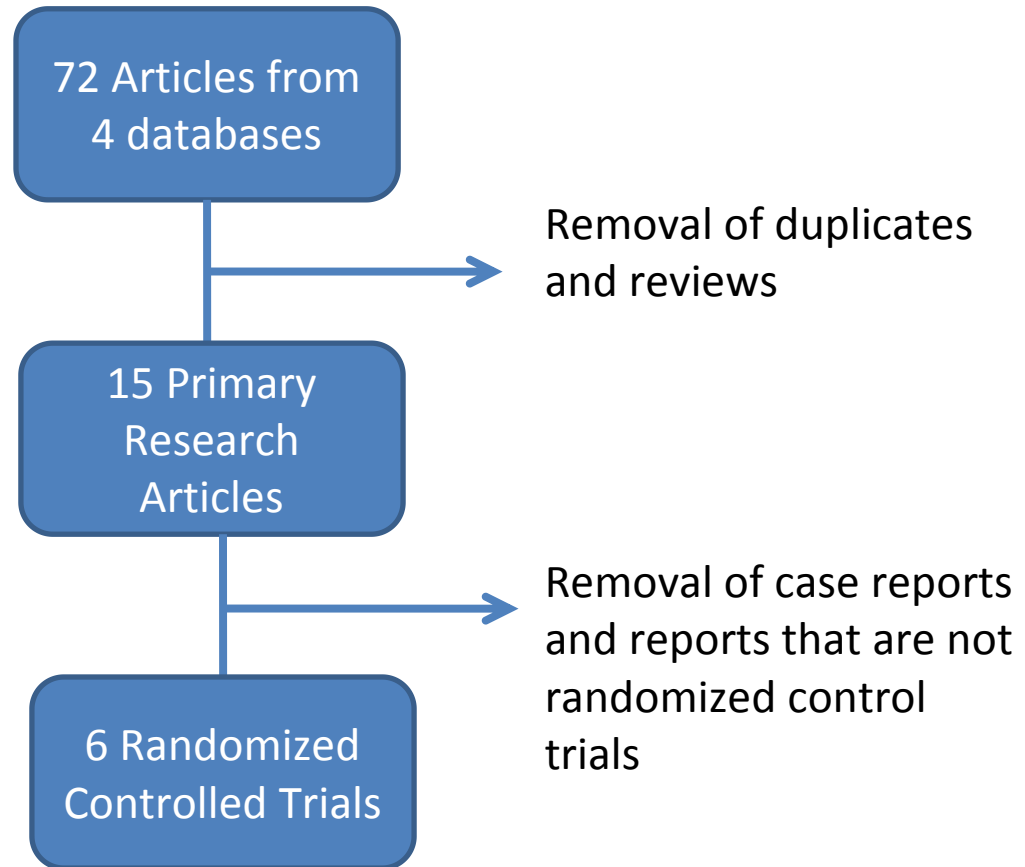 72 Articles from
4 databases
Removal of duplicates
and reviews
15 Primary
Research
Articles
Removal of case reports
and reports that are not
randomized control
trials
6 Randomized
Controlled Trials